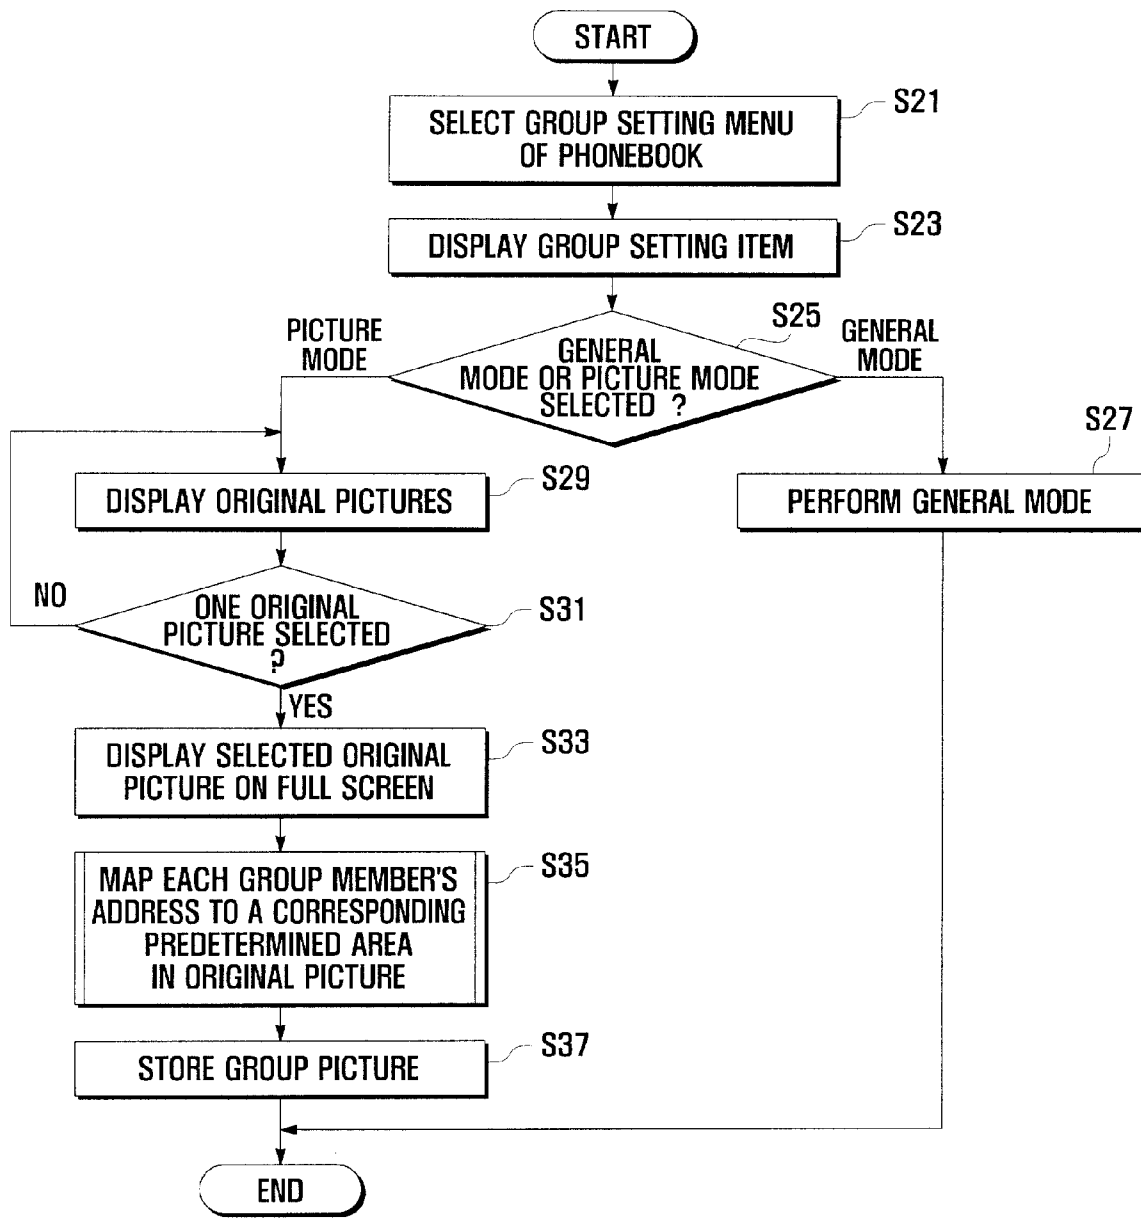 START
SELECT GROUP SETTING MENU
OF PHONEBOOK
S21
DISPLAY GROUP SETTING ITEM
S23
PICTURE
MODE
GENERAL
MODE OR PICTURE MODE
SELECTED ?
S25
GENERAL
MODE
DISPLAY ORIGINAL PICTURES
S29
PERFORM GENERAL MODE
S27
NO
ONE ORIGINAL
PICTURE SELECTED
?
S31
YES
DISPLAY SELECTED ORIGINAL
PICTURE ON FULL SCREEN
S33
MAP EACH GROUP MEMBER'S
ADDRESS TO A CORRESPONDING
PREDETERMINED AREA
IN ORIGINAL PICTURE
S35
STORE GROUP PICTURE
S37
END